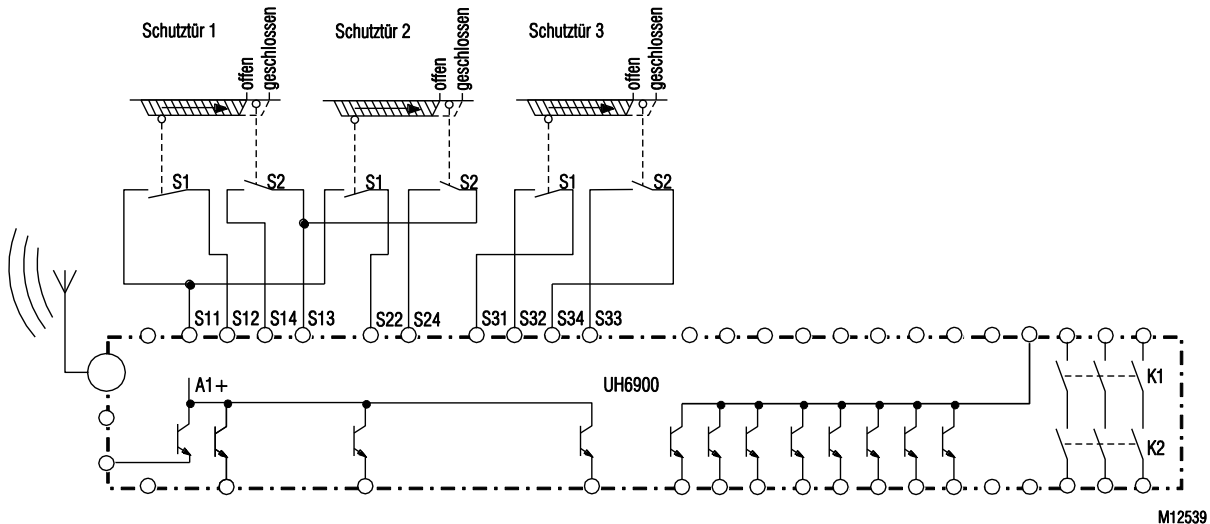 Schutztür 1
offen
geschlossen
Schutztür 2
offen
geschlossen
Schutztür 3
offen
geschlossen
S1
S2
S1
S2
S1
S2
S11
S12
S14
S13
S22
S24
S31
S32
S34
S33
A1+
UH6900
K1
K2
M12539